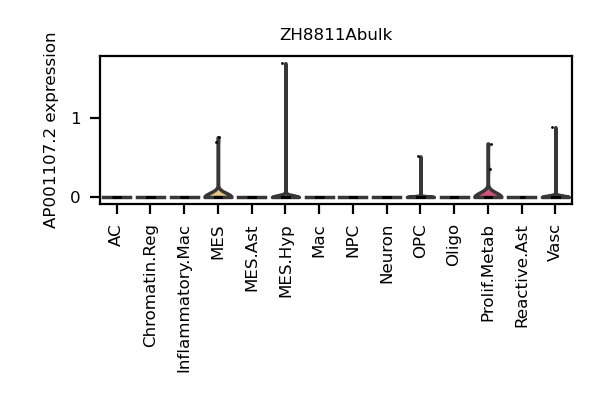 ZH8811Abulk
AP001107.2 expression
1
0
AC
Chromatin.Reg
Inflammatory.Mac
MES
MES.Ast
MES.Hyp
Mac
NPC
Neuron
OPC
Oligo
Prolif.Metab
Reactive.Ast
Vasc